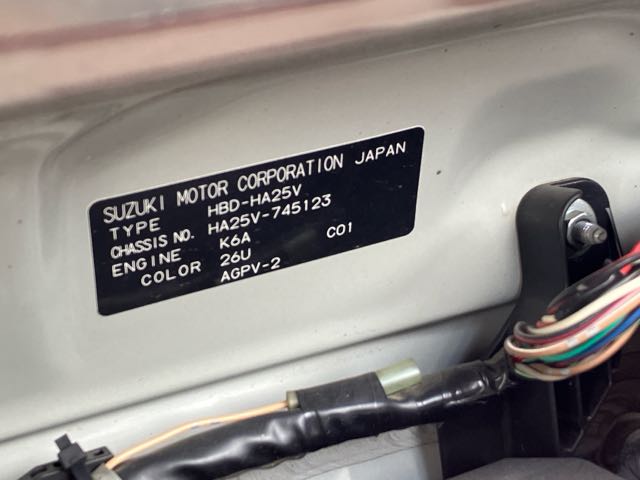 SUZUKI MOTOR CORPORATION JAPAN
TYPE HBD-HA25V
CHASSIS NO. HA25V-745123
ENGINE K6A C01
COLOR 26U
AGPV-2